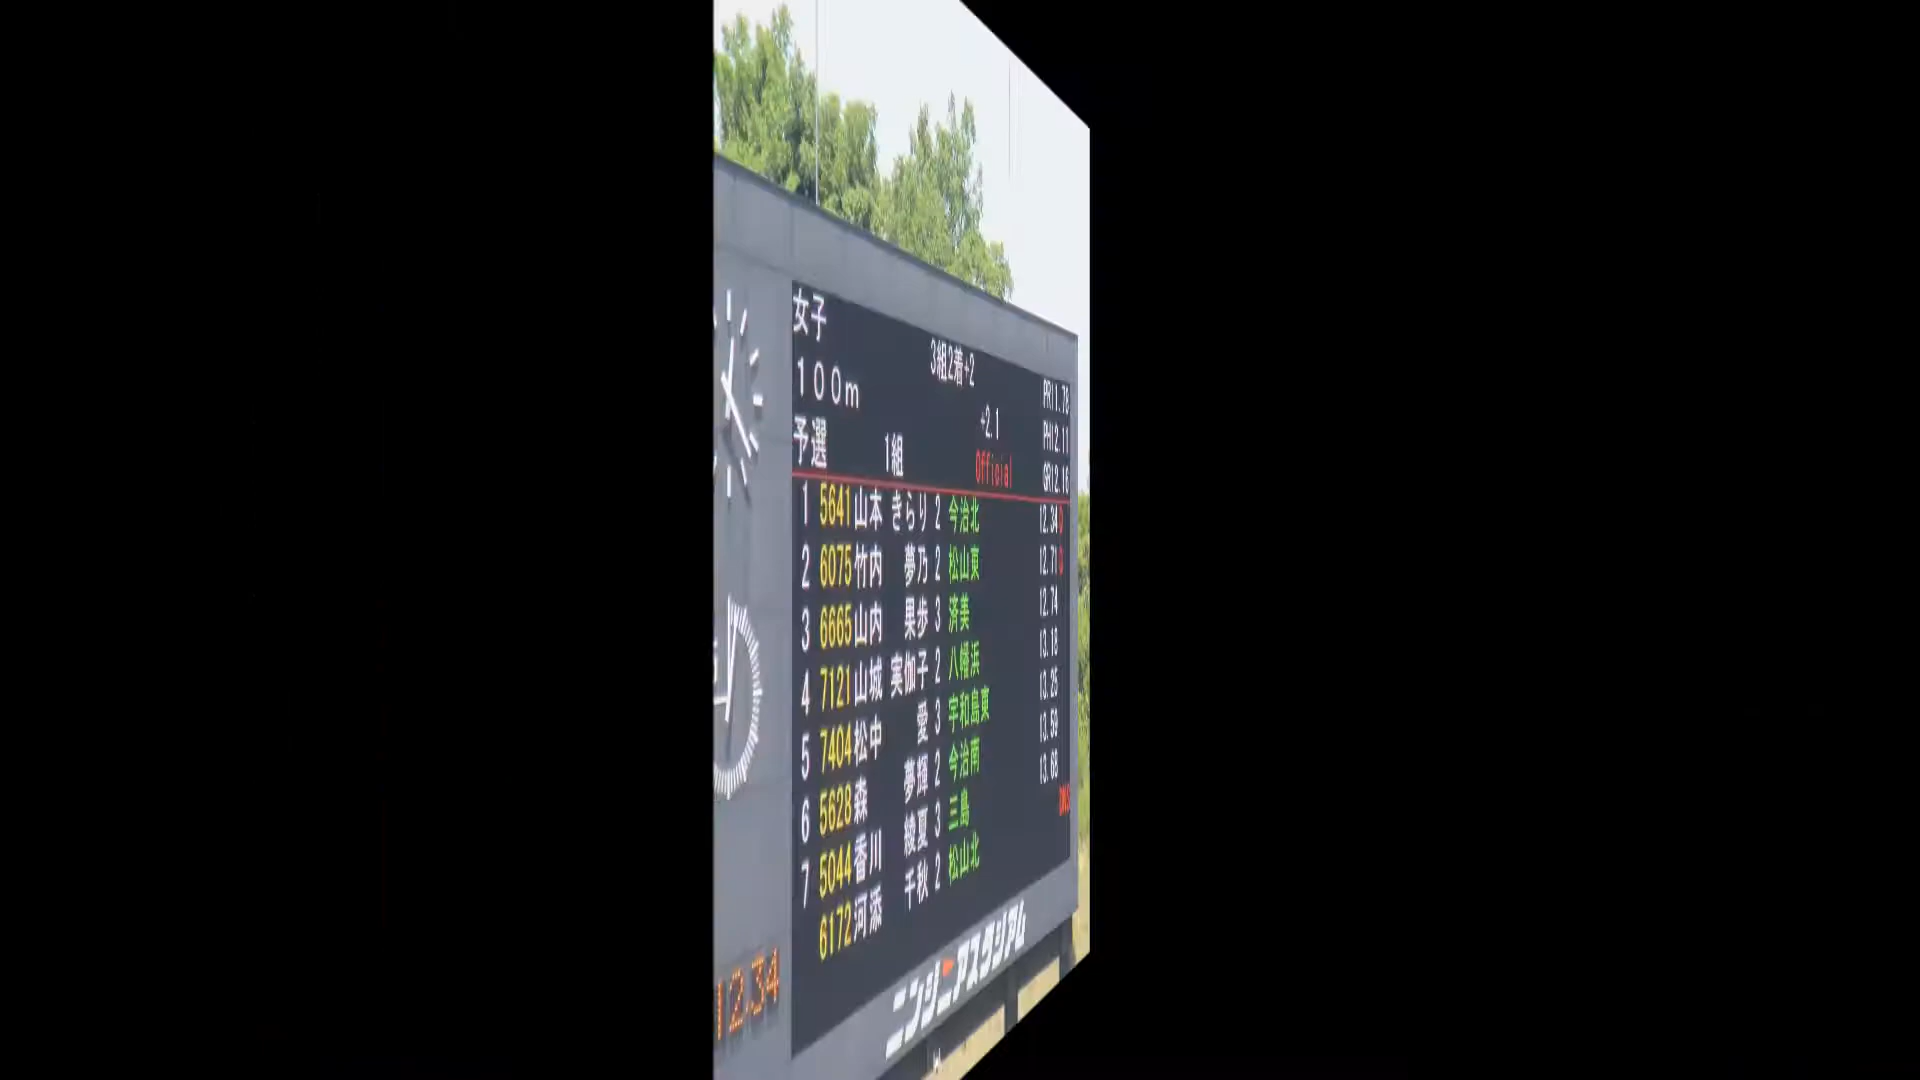 女子
3組2着+2
100m
PR11.78
+2.1
PH12.11
予選 1組 Official GR12.16
1 5641 山本 きらり 2 今治北 12.34 Q
2 6075 竹内 夢乃 2 松山東 12.71 Q
3 6665 山内 果歩 3 済美 12.74
4 7121 山城 実伽子 2 八幡浜 13.18
5 7404 松中 愛 3 宇和島東 13.25
6 5628 森 夢輝 2 今治南 13.59
7 5044 香川 綾夏 3 三島 13.68
6172 河添 千秋 2 松山北 DNS
12.34
ニンジニアスタジアム